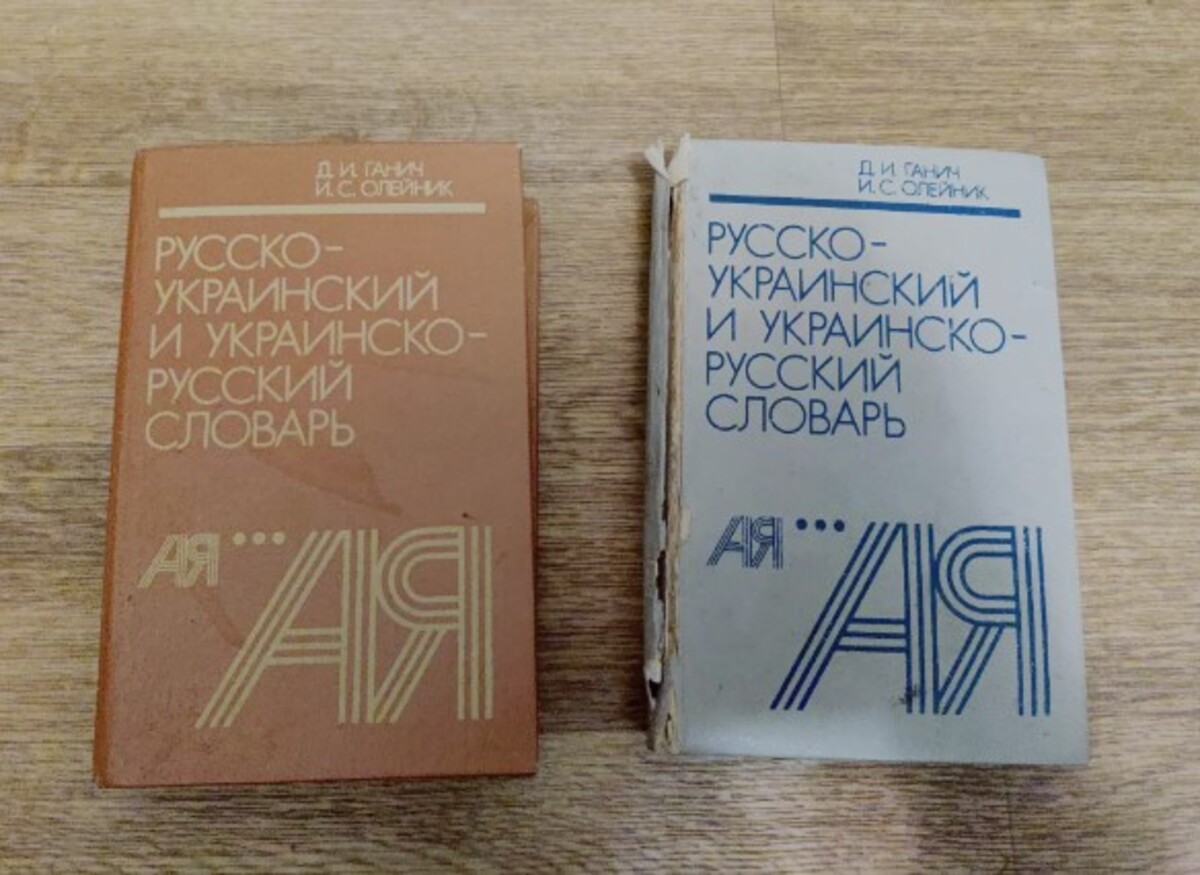 Д. И. ГАНИЧ
И. С. ОЛЕЙНИК
РУССКО-
УКРАИНСКИЙ
И УКРАИНСКО-
РУССКИЙ
СЛОВАРЬ
АЯ...АЯ
Д. И. ГАНИЧ
И. С. ОЛЕЙНИК
РУССКО-
УКРАИНСКИЙ
И УКРАИНСКО-
РУССКИЙ
СЛОВАРЬ
АЯ...АЯ